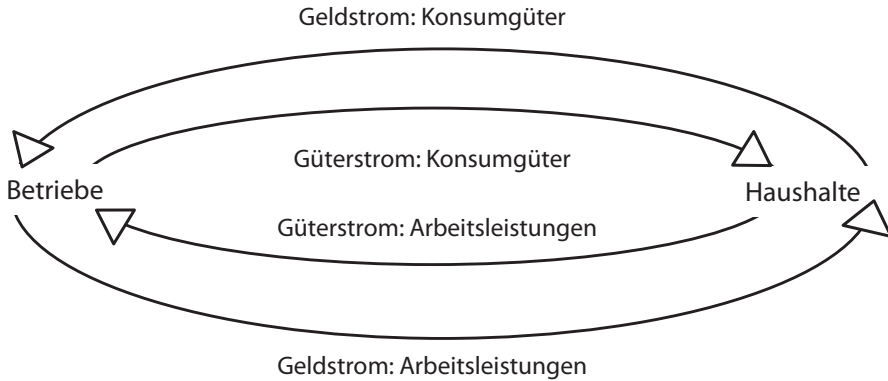 Geldstrom: Konsumgüter
Güterstrom: Konsumgüter
Betriebe
Haushalte
Güterstrom: Arbeitsleistungen
Geldstrom: Arbeitsleistungen